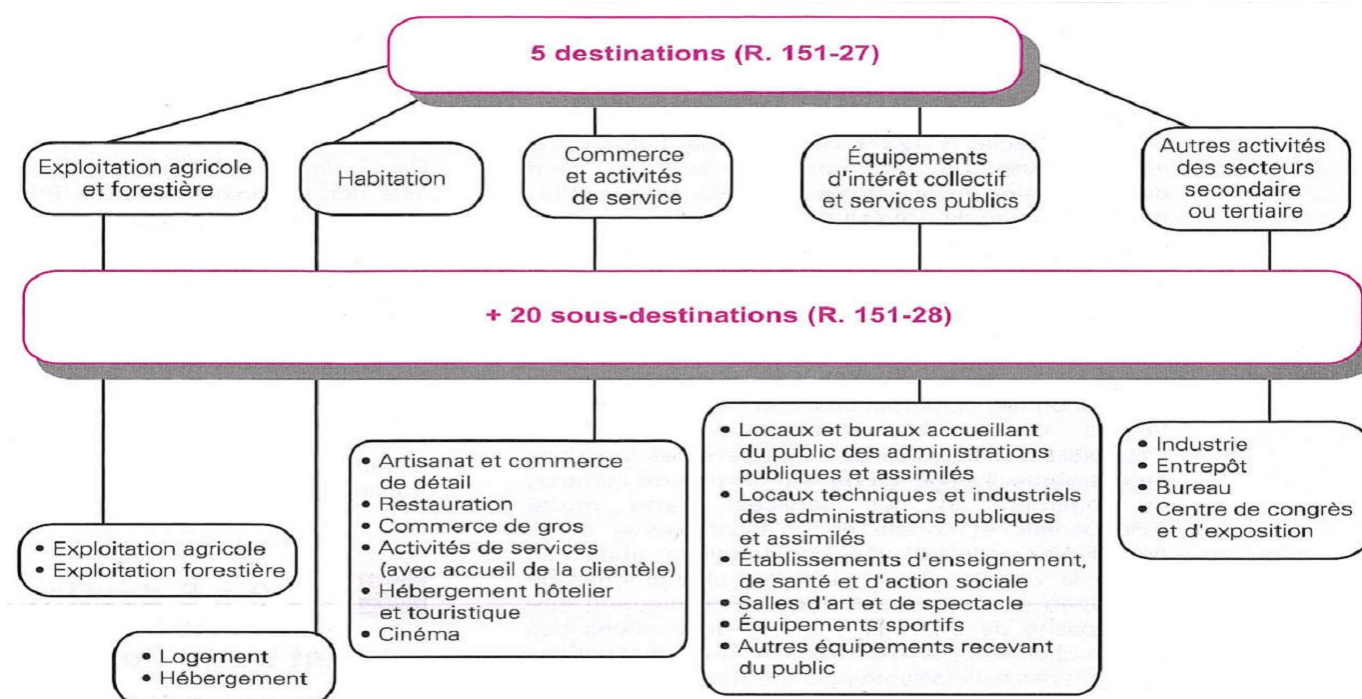 5 destinations (R. 151-27)
Exploitation agricole
et forestière
Habitation
Commerce
et activités
de service
Équipements
d'intérêt collectif
et services publics
Autres activités
des secteurs
secondaire
ou tertiaire
+ 20 sous-destinations (R. 151-28)
• Exploitation agricole
• Exploitation forestière
• Logement
• Hébergement
• Artisanat et commerce
de détail
• Restauration
• Commerce de gros
• Activités de services
(avec accueil de la clientèle)
• Hébergement hôtelier
et touristique
• Cinéma
• Locaux et buraux accueillant
du public des administrations
publiques et assimilés
• Locaux techniques et industriels
des administrations publiques
et assimilés
• Établissements d'enseignement,
de santé et d'action sociale
• Salles d'art et de spectacle
• Équipements sportifs
• Autres équipements recevant
du public
• Industrie
• Entrepôt
• Bureau
• Centre de congrès
et d'exposition